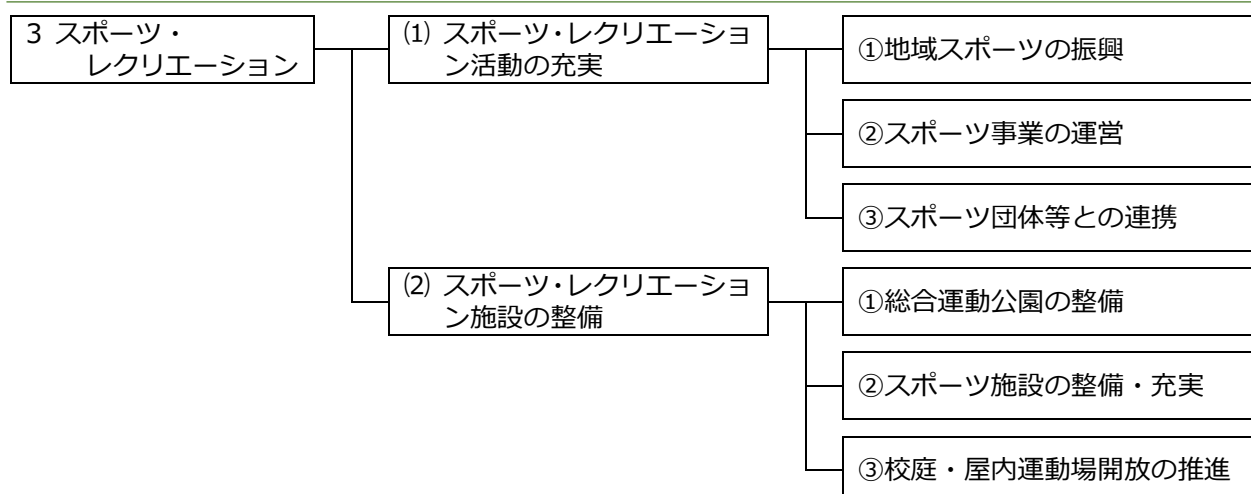 3 スポーツ・
レクリエーション
⑴ スポーツ・レクリエーショ
ン活動の充実
①地域スポーツの振興
②スポーツ事業の運営
③スポーツ団体等との連携
⑵ スポーツ・レクリエーショ
ン施設の整備
①総合運動公園の整備
②スポーツ施設の整備・充実
③校庭・屋内運動場開放の推進